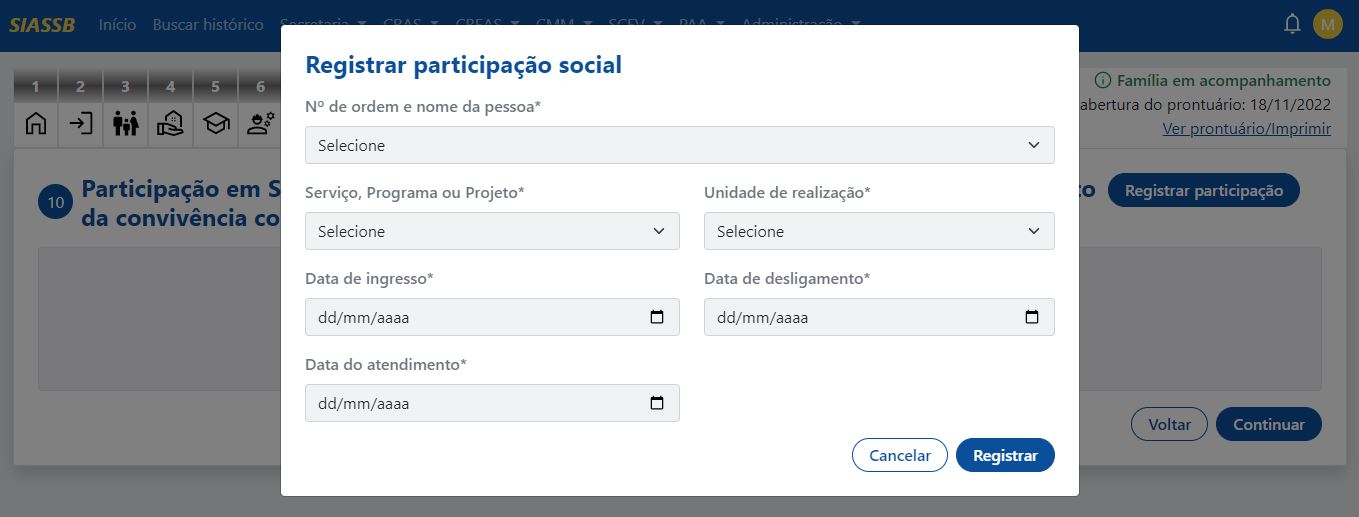 SIASSB Início Buscar histórico Secretaria CRAS CREAS CMM SCFV PAA Administração M
Registrar participação social
1 2 3 4 5 6
Família em acompanhamento
Nº de ordem e nome da pessoa*
abertura do prontuário: 18/11/2022
Selecione
Ver prontuário/Imprimir
10 Participação em S
Registrar participação
da convivência co
Serviço, Programa ou Projeto* Unidade de realização*
Selecione Selecione
Data de ingresso* Data de desligamento*
dd/mm/aaaa dd/mm/aaaa
Data do atendimento*
dd/mm/aaaa
Voltar Continuar
Cancelar Registrar